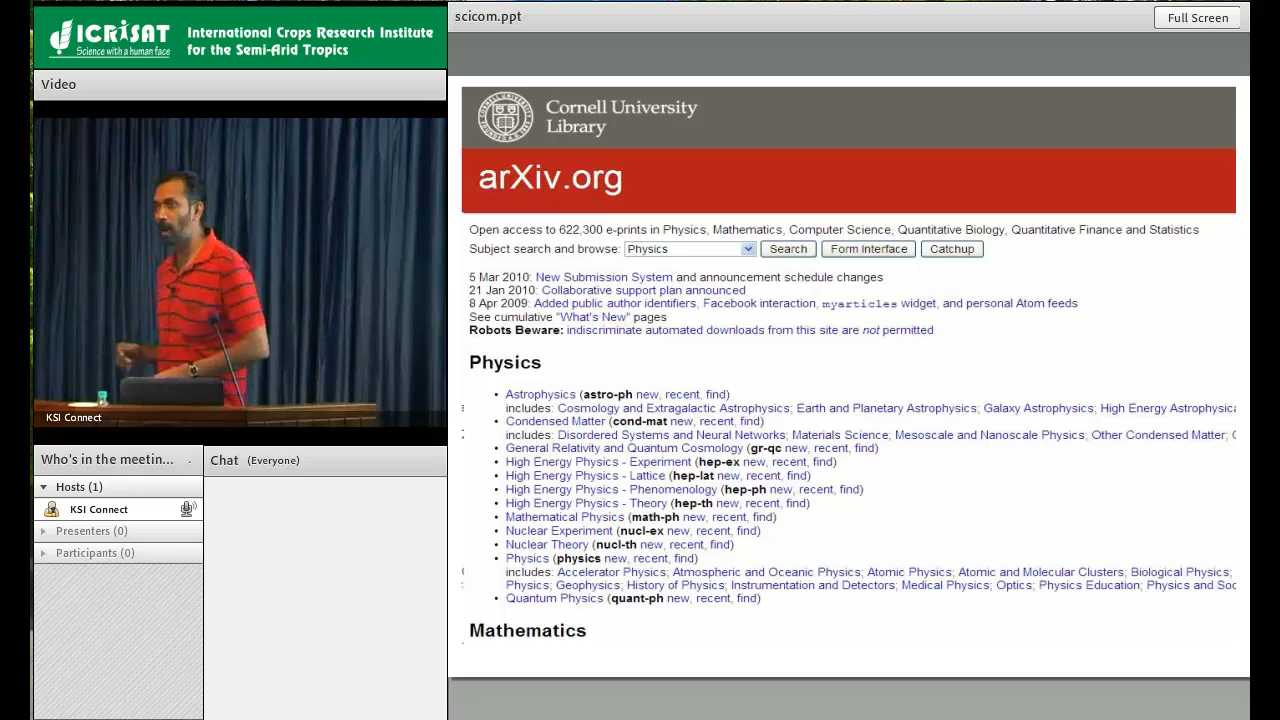 ICRISAT
Science with a human face
International Crops Research Institute
for the Semi-Arid Tropics
Video
KSI Connect
Who's in the meetin... .
Hosts (1)
KSI Connect
Presenters (0)
Participants (0)
Chat (Everyone)
scicom.ppt
Full Screen
Cornell University
Library
arXiv.org
Open access to 622,300 e-prints in Physics, Mathematics, Computer Science, Quantitative Biology, Quantitative Finance and Statistics
Subject search and browse: Physics Search Form Interface Catchup
5 Mar 2010: New Submission System and announcement schedule changes
21 Jan 2010: Collaborative support plan announced
8 Apr 2009: Added public author identifiers, Facebook interaction, myarticles widget, and personal Atom feeds
See cumulative "What's New" pages
Robots Beware: indiscriminate automated downloads from this site are not permitted
Physics
• Astrophysics (astro-ph new, recent, find)
includes: Cosmology and Extragalactic Astrophysics; Earth and Planetary Astrophysics; Galaxy Astrophysics; High Energy Astrophysica
• Condensed Matter (cond-mat new, recent, find)
includes: Disordered Systems and Neural Networks; Materials Science; Mesoscale and Nanoscale Physics; Other Condensed Matter;
• General Relativity and Quantum Cosmology (gr-qc new, recent, find)
• High Energy Physics - Experiment (hep-ex new, recent, find)
• High Energy Physics - Lattice (hep-lat new, recent, find)
• High Energy Physics - Phenomenology (hep-ph new, recent, find)
• High Energy Physics - Theory (hep-th new, recent, find)
• Mathematical Physics (math-ph new, recent, find)
• Nuclear Experiment (nucl-ex new, recent, find)
• Nuclear Theory (nucl-th new, recent, find)
• Physics (physics new, recent, find)
includes: Accelerator Physics; Atmospheric and Oceanic Physics; Atomic Physics; Atomic and Molecular Clusters; Biological Physics;
Physics; Geophysics; History of Physics; Instrumentation and Detectors; Medical Physics; Optics; Physics Education; Physics and Soc
• Quantum Physics (quant-ph new, recent, find)
Mathematics